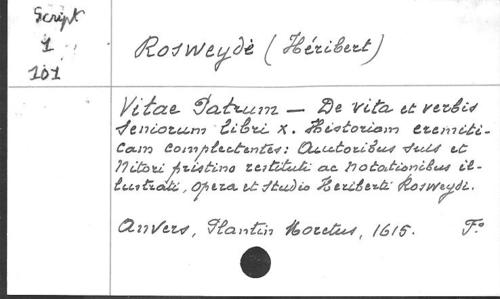 Script
1
101
Rosweydè (Héribert)
Vitae Patrum — De vita et verbis
Seniorum libri X. Historiam eremiti-
cam complectentes: Auctoribus suis et
Nitori pristino restituti ac Notationibus il-
lustrati, opera et studio Heriberti Rosweydi.
Anvers, Plantin Moretus, 1615. Fº